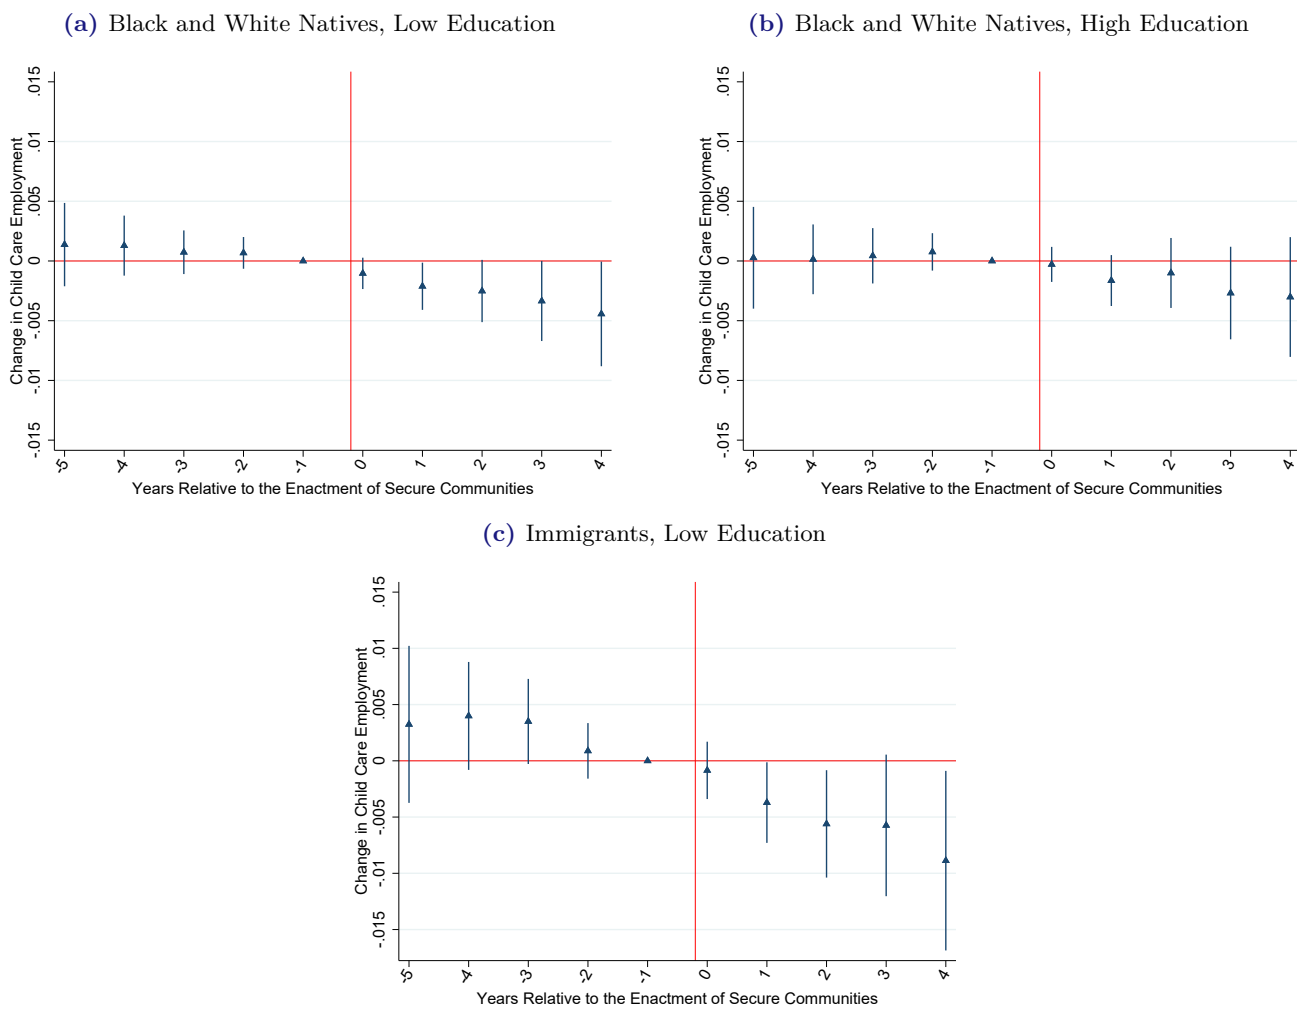 (a) Black and White Natives, Low Education
Change in Child Care Employment
.015
.01
.005
0
-.005
-.01
-.015
-5 -4 -3 -2 -1 0 1 2 3 4
Years Relative to the Enactment of Secure Communities
(b) Black and White Natives, High Education
Change in Child Care Employment
.015
.01
.005
0
-.005
-.01
-.015
-5 -4 -3 -2 -1 0 1 2 3 4
Years Relative to the Enactment of Secure Communities
(c) Immigrants, Low Education
Change in Child Care Employment
.015
.01
.005
0
-.005
-.01
-.015
-5 -4 -3 -2 -1 0 1 2 3 4
Years Relative to the Enactment of Secure Communities